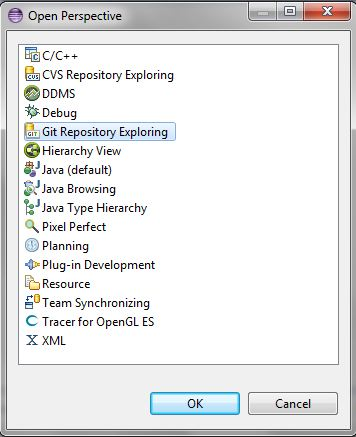 Open Perspective
C/C++
CVS Repository Exploring
DDMS
Debug
Git Repository Exploring
Hierarchy View
Java (default)
Java Browsing
Java Type Hierarchy
Pixel Perfect
Planning
Plug-in Development
Resource
Team Synchronizing
Tracer for OpenGL ES
XML
OK
Cancel